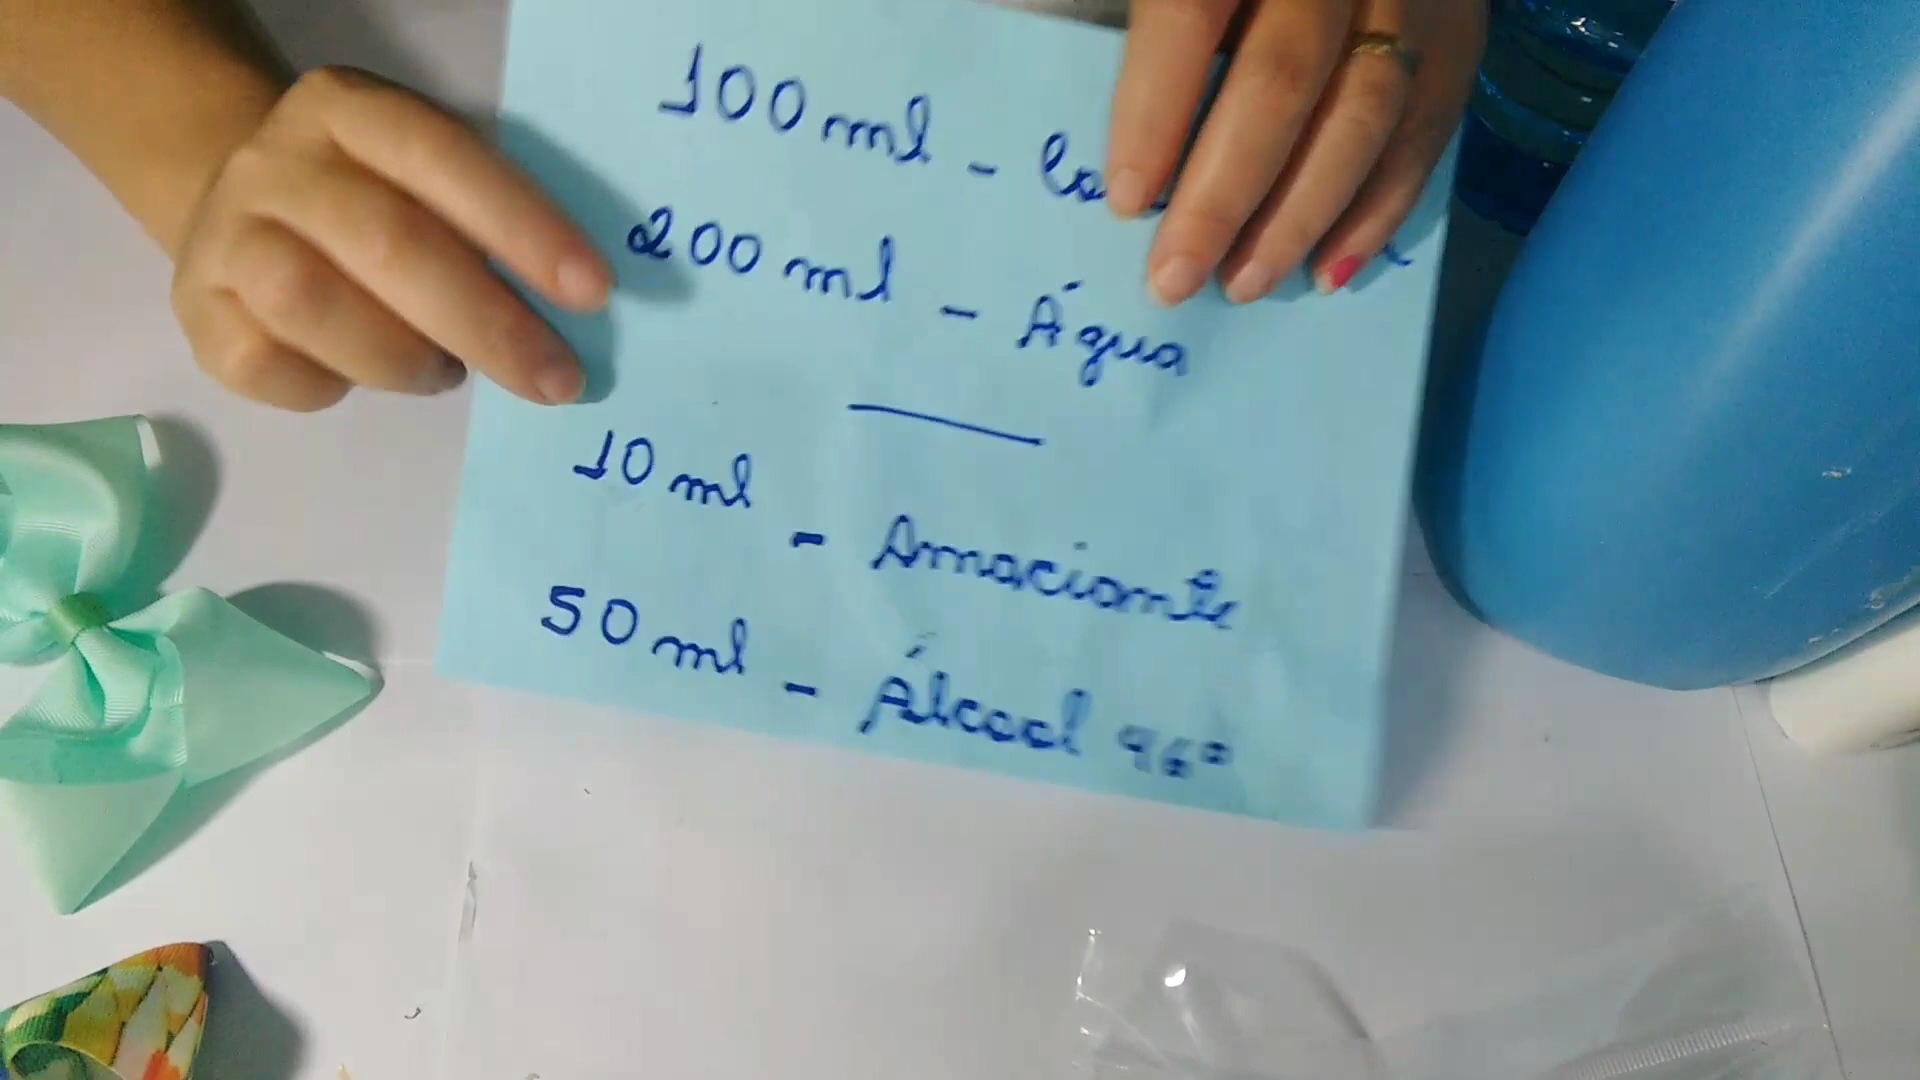 100 ml -
200 ml - Água
10 ml - Amaciante
50 ml - Álcool 96°